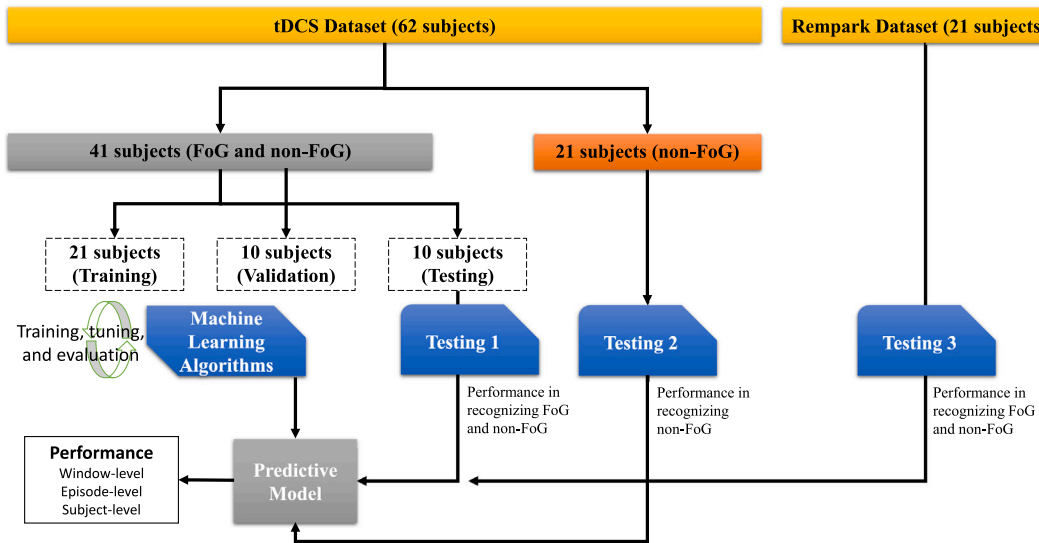 tDCS Dataset (62 subjects)
Rempark Dataset (21 subjects
41 subjects (FoG and non-FoG)
21 subjects (non-FoG)
21 subjects
(Training)
10 subjects
(Validation)
10 subjects
(Testing)
Training, tuning,
and evaluation
Machine
Learning
Algorithms
Testing 1
Testing 2
Testing 3
Performance in
recognizing FoG
and non-FoG
Performance in
recognizing
non-FoG
Performance in
recognizing FoG
and non-FoG
Performance
Window-level
Episode-level
Subject-level
Predictive
Model